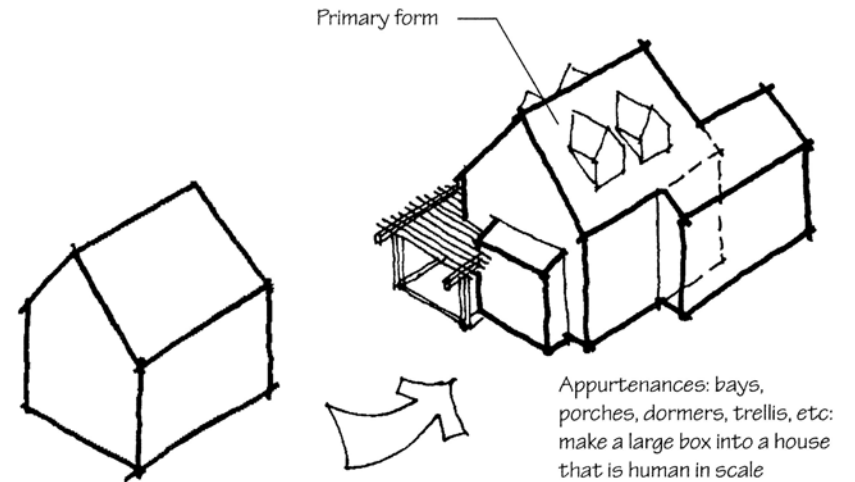 Primary form
Appurtenances: bays,
porches, dormers, trellis, etc:
make a large box into a house
that is human in scale